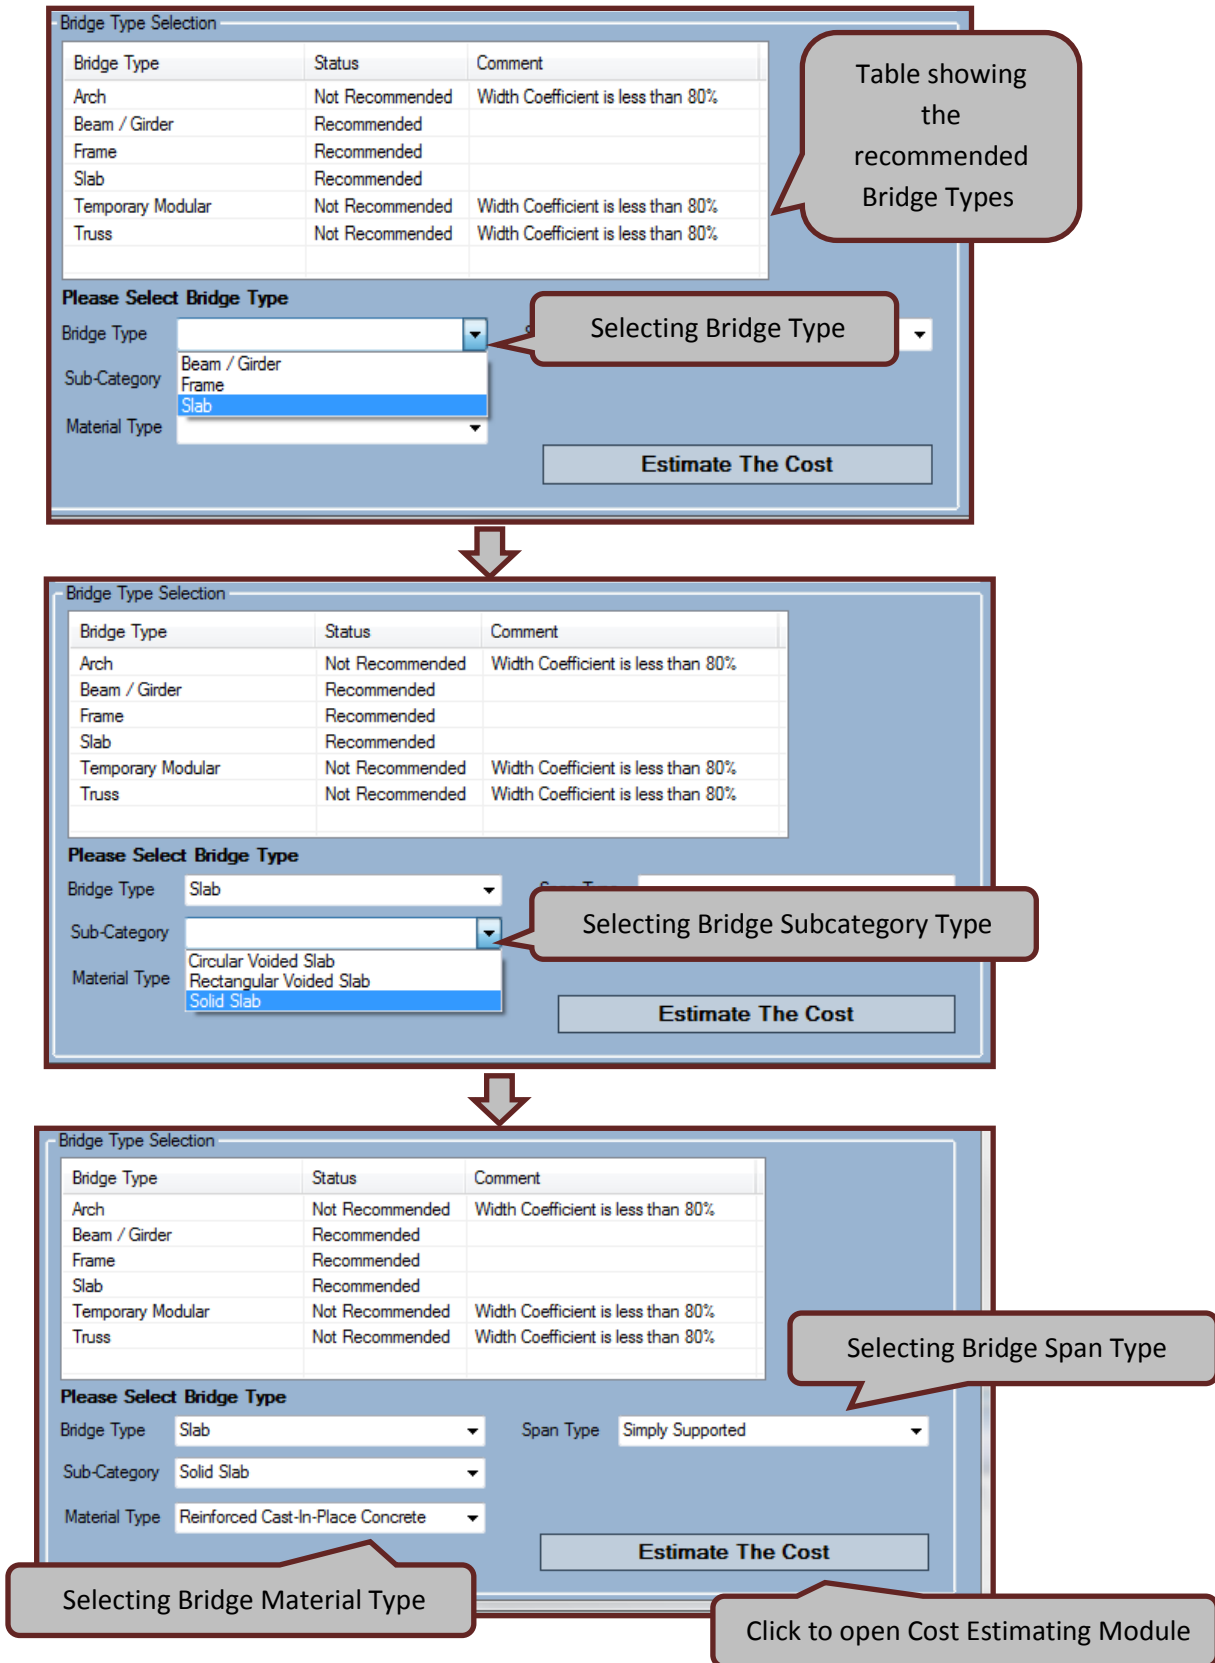 Bridge Type Selection
Bridge Type Status Comment
Arch Not Recommended Width Coefficient is less than 80%
Beam / Girder Recommended
Frame Recommended
Slab Recommended
Temporary Modular Not Recommended Width Coefficient is less than 80%
Truss Not Recommended Width Coefficient is less than 80%
Table showing
the
recommended
Bridge Types
Please Select Bridge Type
Bridge Type
Selecting Bridge Type
Beam / Girder
Sub-Category
Frame
Slab
Material Type
Estimate The Cost
Bridge Type Selection
Bridge Type Status Comment
Arch Not Recommended Width Coefficient is less than 80%
Beam / Girder Recommended
Frame Recommended
Slab Recommended
Temporary Modular Not Recommended Width Coefficient is less than 80%
Truss Not Recommended Width Coefficient is less than 80%
Please Select Bridge Type
Bridge Type Slab
Sub-Category
Selecting Bridge Subcategory Type
Circular Voided Slab
Material Type Rectangular Voided Slab
Solid Slab
Estimate The Cost
Bridge Type Selection
Bridge Type Status Comment
Arch Not Recommended Width Coefficient is less than 80%
Beam / Girder Recommended
Frame Recommended
Slab Recommended
Temporary Modular Not Recommended Width Coefficient is less than 80%
Truss Not Recommended Width Coefficient is less than 80%
Selecting Bridge Span Type
Please Select Bridge Type
Bridge Type Slab Span Type Simply Supported
Sub-Category Solid Slab
Material Type Reinforced Cast-In-Place Concrete
Estimate The Cost
Selecting Bridge Material Type
Click to open Cost Estimating Module